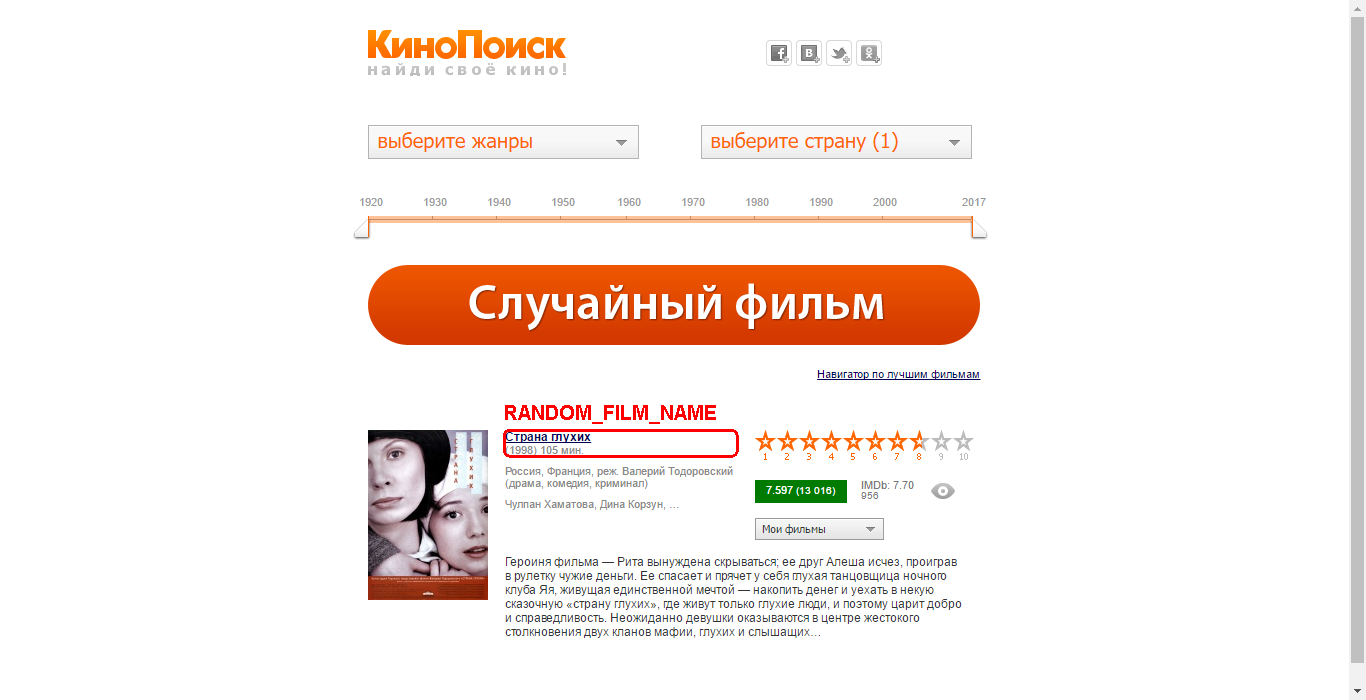 КиноПоиск
найди своё кино!
выберите жанры
выберите страну (1)
1920 1930 1940 1950 1960 1970 1980 1990 2000 2017
Случайный фильм
Навигатор по лучшим фильмам
RANDOM_FILM_NAME
Страна глухих
(1998) 105 мин.
Россия, Франция, реж. Валерий Тодоровский
(драма, комедия, криминал)
Чулпан Хаматова, Дина Корзун, ...
СТРАНА
ГЛУХИХ
1 2 3 4 5 6 7 8 9 10
7.597 (13 016)
IMDb: 7.70
956
Мои фильмы
Героиня фильма — Рита вынуждена скрываться; ее друг Алеша исчез, проиграв
в рулетку чужие деньги. Ее спасает и прячет у себя глухая танцовщица ночного
клуба Яя, живущая единственной мечтой — накопить денег и уехать в некую
сказочную «страну глухих», где живут только глухие люди, и поэтому царит добро
и справедливость. Неожиданно девушки оказываются в центре жестокого
столкновения двух кланов мафии, глухих и слышащих…